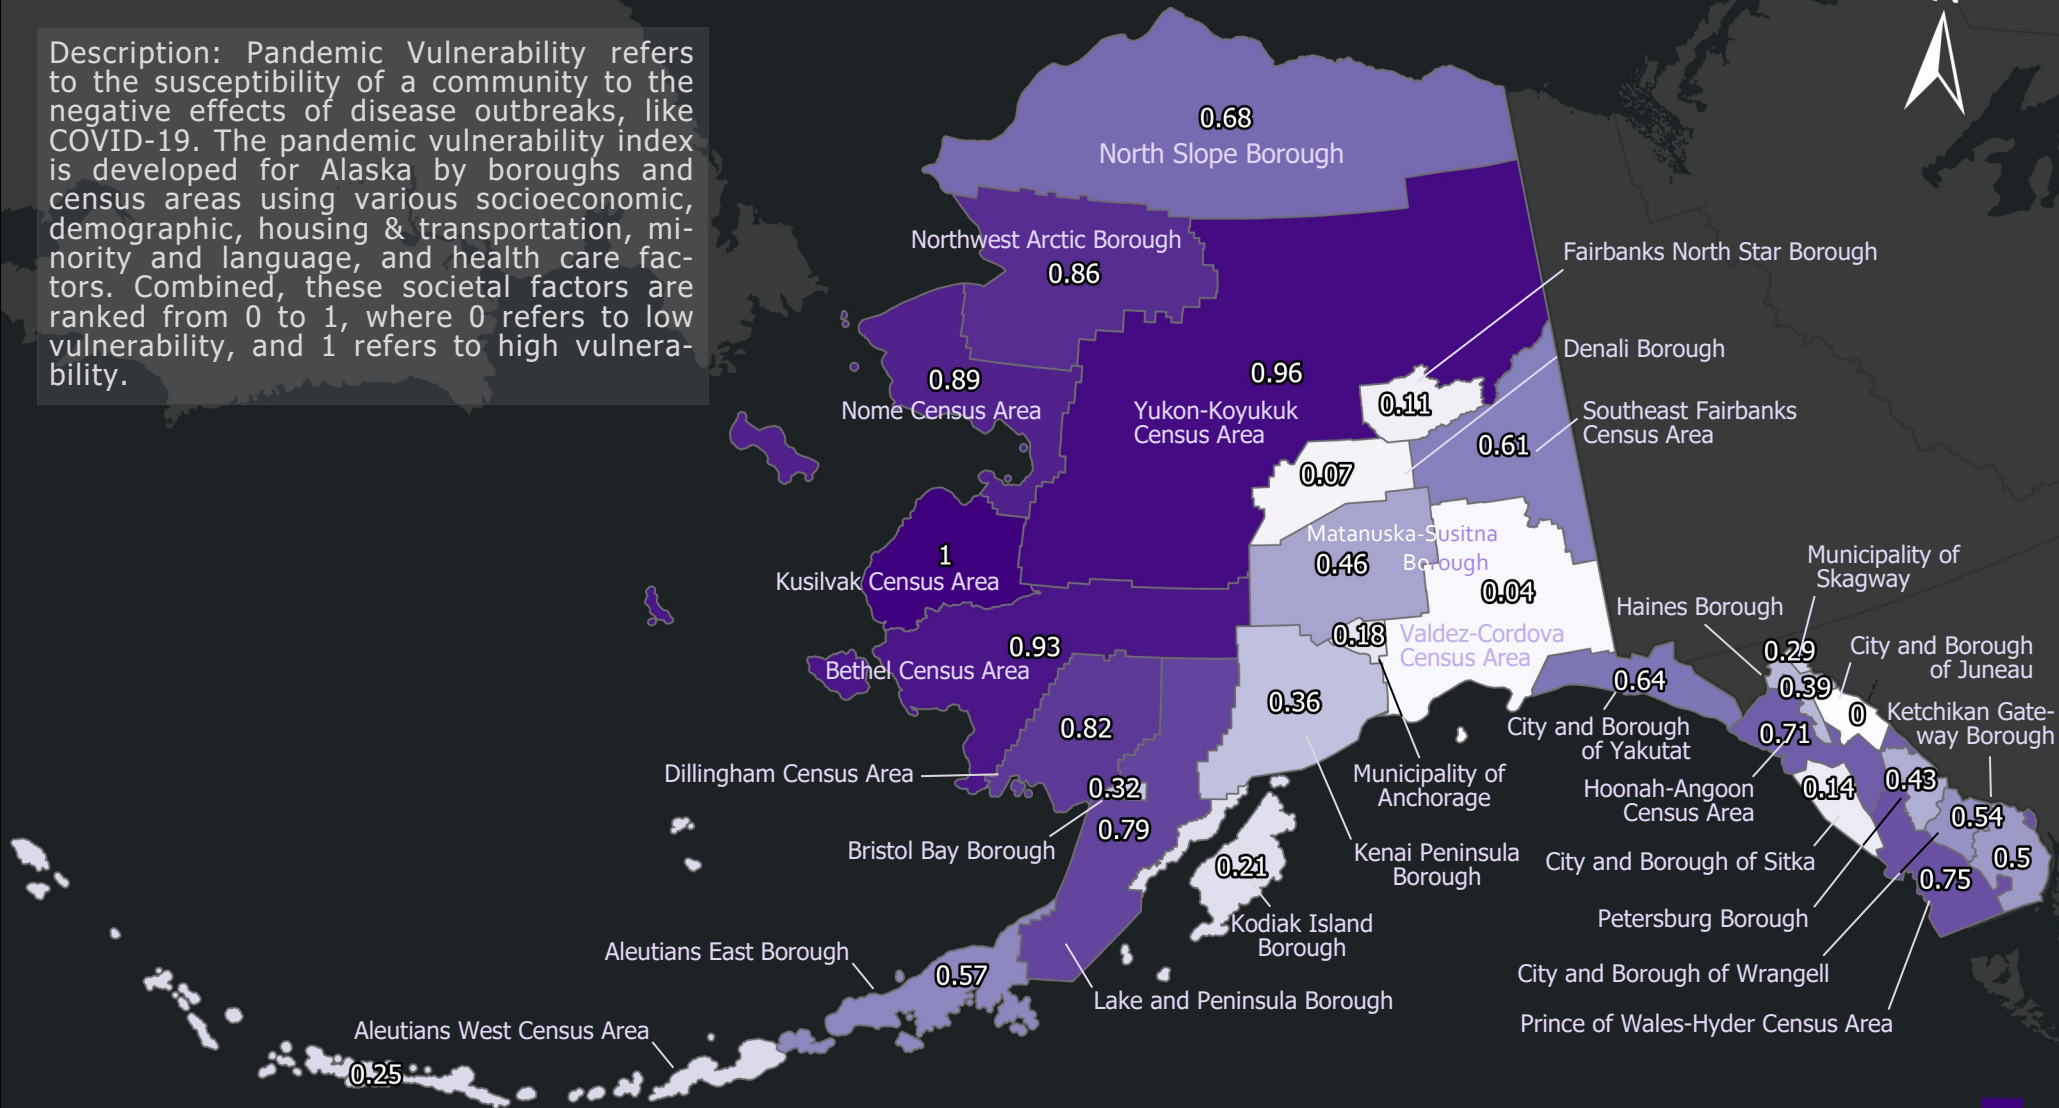 N
Description: Pandemic Vulnerability refers
to the susceptibility of a community to the
negative effects of disease outbreaks, like
COVID-19. The pandemic vulnerability index
is developed for Alaska by boroughs and
census areas using various socioeconomic,
demographic, housing & transportation, mi-
nority and language, and health care fac-
tors. Combined, these societal factors are
ranked from 0 to 1, where 0 refers to low
vulnerability, and 1 refers to high vulnera-
bility.
0.68
North Slope Borough
Northwest Arctic Borough
0.86
Fairbanks North Star Borough
Denali Borough
0.89
Nome Census Area
0.96
Yukon-Koyukuk
Census Area
0.11
Southeast Fairbanks
Census Area
0.61
0.07
Matanuska-Susitna
Borough
0.46
1
Kusilvak Census Area
0.04
Valdez-Cordova
Census Area
0.18
Municipality of
Skagway
Haines Borough
0.29
City and Borough
of Juneau
0.93
Bethel Census Area
0.39
0.64
0
Ketchikan Gate-
way Borough
0.36
0.82
City and Borough
of Yakutat
0.71
Dillingham Census Area
Municipality of
Anchorage
Hoonah-Angoon
Census Area
0.14
0.43
0.32
0.54
0.79
Bristol Bay Borough
Kenai Peninsula
Borough
City and Borough of Sitka
0.5
0.21
0.75
Kodiak Island
Borough
Petersburg Borough
Aleutians East Borough
0.57
City and Borough of Wrangell
Lake and Peninsula Borough
Prince of Wales-Hyder Census Area
Aleutians West Census Area
0.25